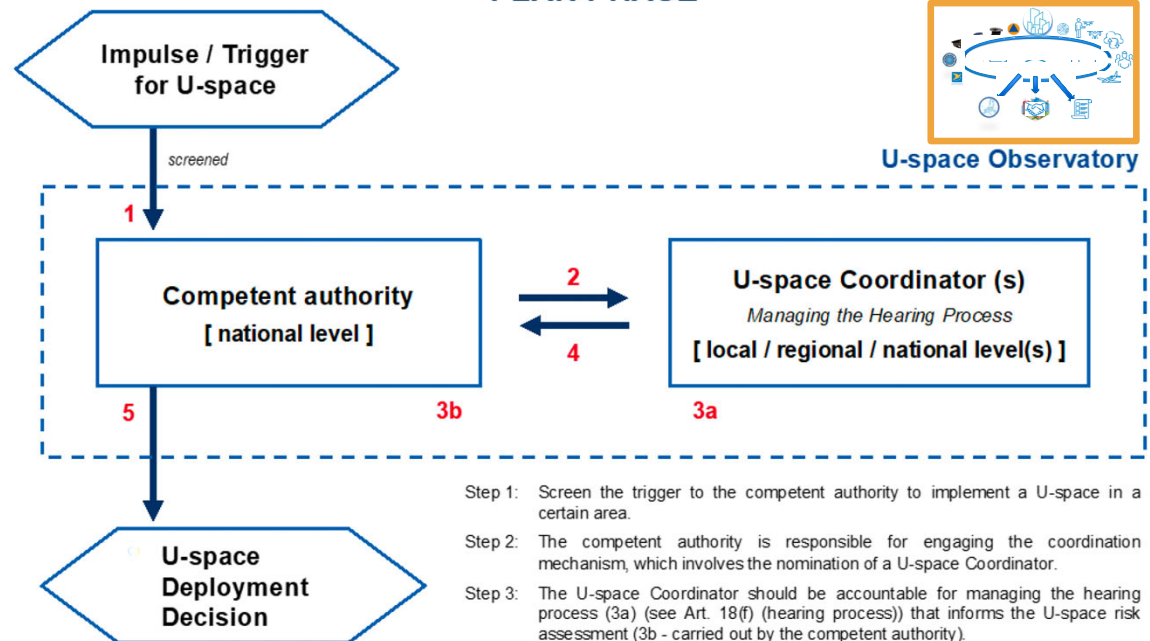 Impulse / Trigger
for U-space
screened
U-space Observatory
1
Competent authority
[ national level ]
2
4
U-space Coordinator (s)
Managing the Hearing Process
[ local / regional / national level(s) ]
5
3b
3a
U-space
Deployment
Decision
Step 1: Screen the trigger to the competent authority to implement a U-space in a
certain area.
Step 2: The competent authority is responsible for engaging the coordination
mechanism, which involves the nomination of a U-space Coordinator.
Step 3: The U-space Coordinator should be accountable for managing the hearing
process (3a) (see Art. 18(f) (hearing process)) that informs the U-space risk
assessment (3b - carried out by the competent authority).